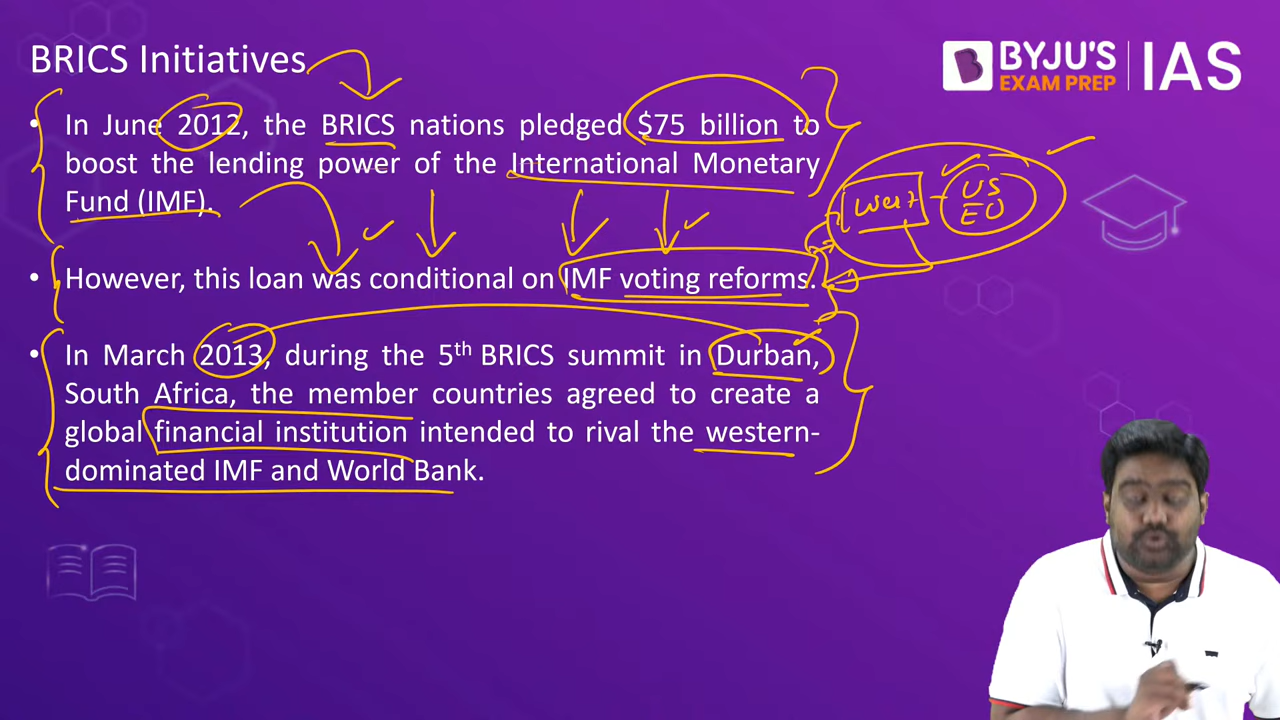 BRICS Initiatives
BYJU'S
EXAM PREP
IAS
• In June 2012, the BRICS nations pledged $75 billion to
boost the lending power of the International Monetary
Fund (IMF).
West - US
EU
• However, this loan was conditional on IMF voting reforms.
• In March 2013, during the 5th BRICS summit in Durban,
South Africa, the member countries agreed to create a
global financial institution intended to rival the western-
dominated IMF and World Bank.